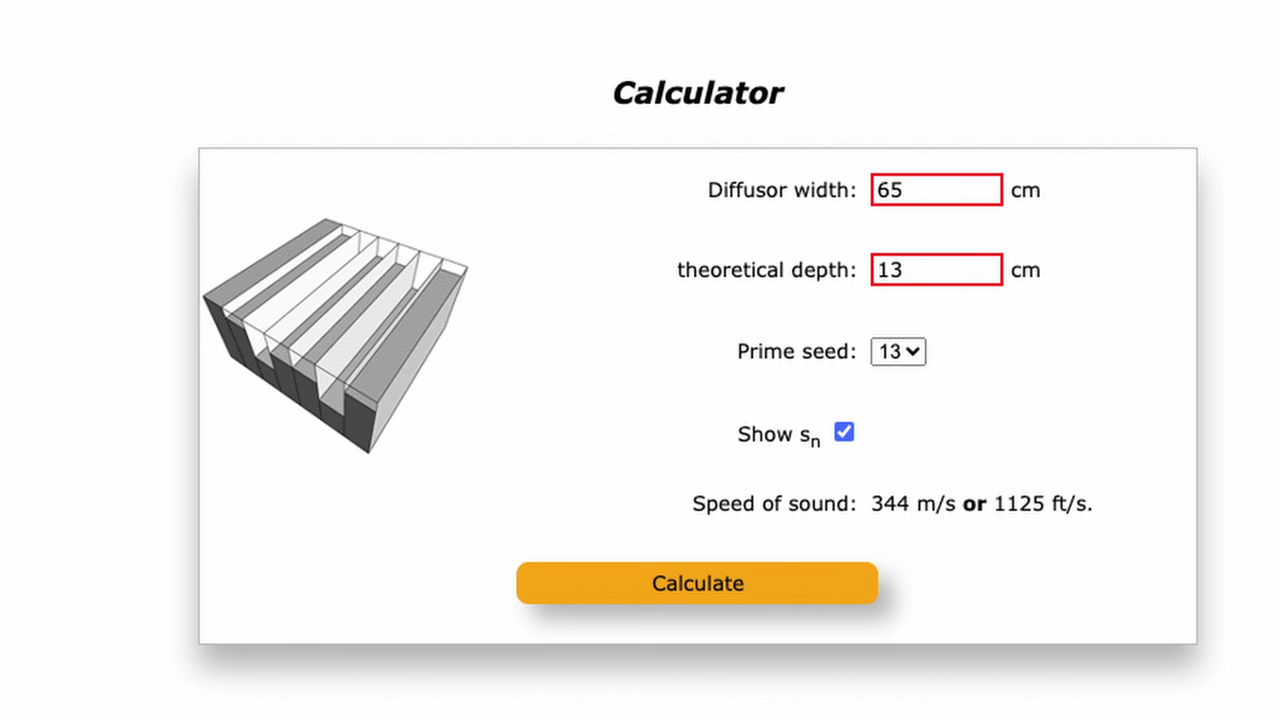 Calculator
Diffusor width: 65 cm
theoretical depth: 13 cm
Prime seed: 13
Show sn
Speed of sound: 344 m/s or 1125 ft/s.
Calculate